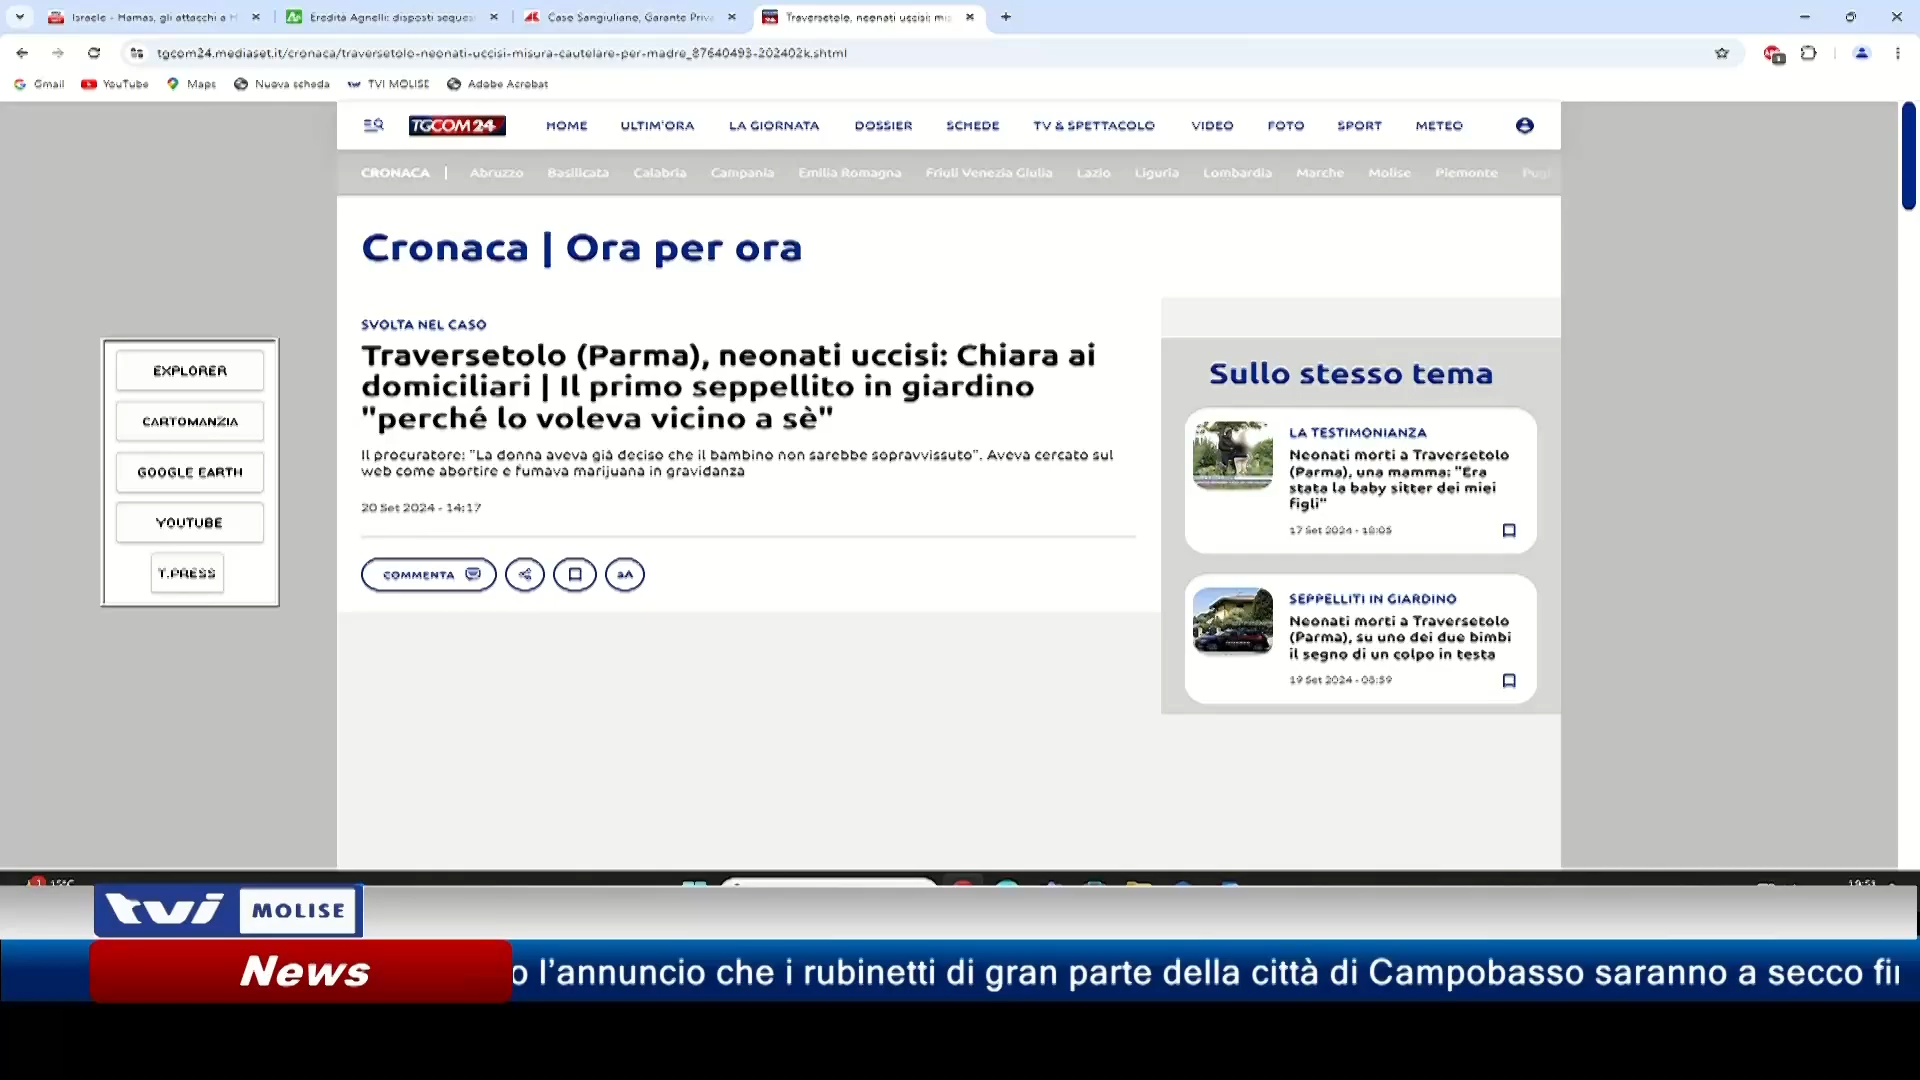 Israele - Hamas, gli attacchi a H
Eredità Agnelli: disposti seques
Caso Sangiuliano, Garante Priva
Traversetolo, neonati uccisi: mis
tgcom24.mediaset.it/cronaca/traversetolo-neonati-uccisi-misura-cautelare-per-madre_87640493-202402k.shtml
Gmail YouTube Maps Nuova scheda TVI MOLISE Adobe Acrobat
TGCOM24 HOME ULTIM'ORA LA GIORNATA DOSSIER SCHEDE TV & SPETTACOLO VIDEO FOTO SPORT METEO
CRONACA | Abruzzo Basilicata Calabria Campania Emilia Romagna Friuli Venezia Giulia Lazio Liguria Lombardia Marche Molise Piemonte Pugl
Cronaca | Ora per ora
SVOLTA NEL CASO
Traversetolo (Parma), neonati uccisi: Chiara ai
domiciliari | Il primo seppellito in giardino
"perché lo voleva vicino a sè"
Il procuratore: "La donna aveva già deciso che il bambino non sarebbe sopravvissuto". Aveva cercato sul
web come abortire e fumava marijuana in gravidanza
20 Set 2024 - 14:17
COMMENTA
aA
EXPLORER
CARTOMANZIA
GOOGLE EARTH
YOUTUBE
T.PRESS
Sullo stesso tema
LA TESTIMONIANZA
Neonati morti a Traversetolo
(Parma), una mamma: "Era
stata la baby sitter dei miei
figli"
17 Set 2024 - 18:05
SEPPELLITI IN GIARDINO
Neonati morti a Traversetolo
(Parma), su uno dei due bimbi
il segno di un colpo in testa
19 Set 2024 - 08:59
15°C
tvi MOLISE
News
o l'annuncio che i rubinetti di gran parte della città di Campobasso saranno a secco fi